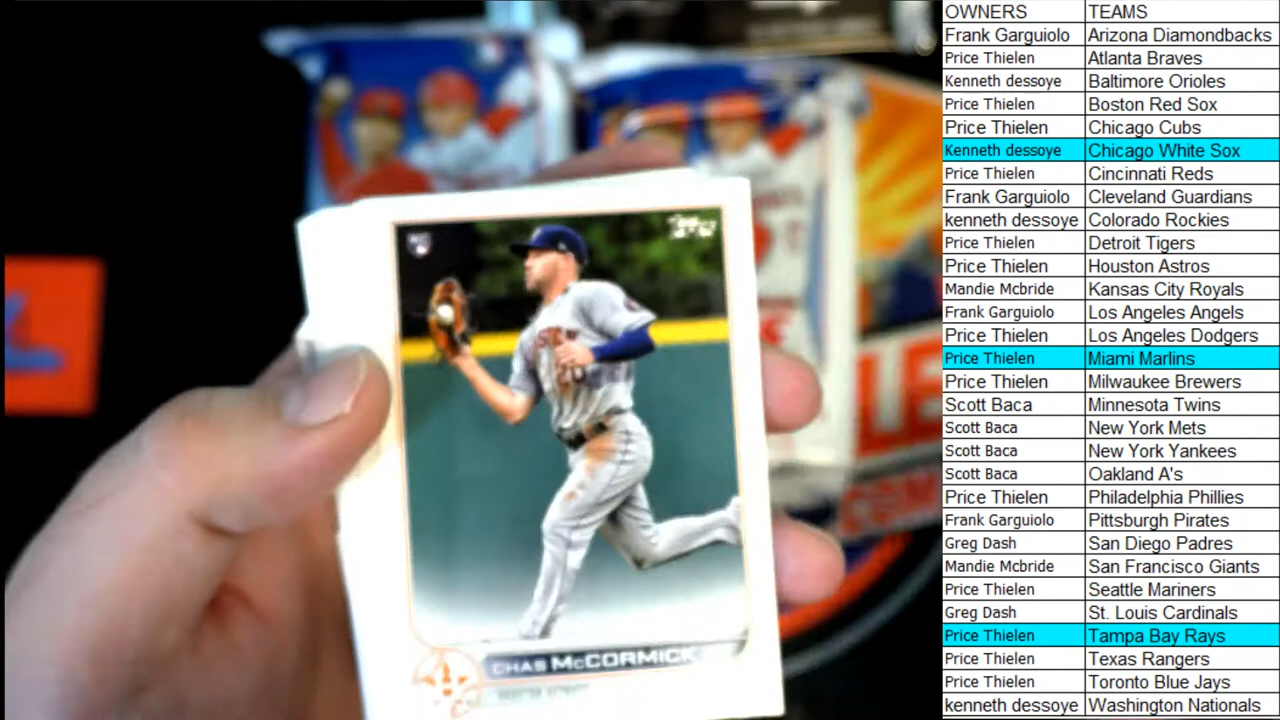 OWNERS TEAMS
Frank Garguiolo Arizona Diamondbacks
Price Thielen Atlanta Braves
Kenneth dessoye Baltimore Orioles
Price Thielen Boston Red Sox
Price Thielen Chicago Cubs
Kenneth dessoye Chicago White Sox
Price Thielen Cincinnati Reds
Frank Garguiolo Cleveland Guardians
kenneth dessoye Colorado Rockies
Price Thielen Detroit Tigers
Price Thielen Houston Astros
Mandie Mcbride Kansas City Royals
Frank Garguiolo Los Angeles Angels
Price Thielen Los Angeles Dodgers
Price Thielen Miami Marlins
Price Thielen Milwaukee Brewers
Scott Baca Minnesota Twins
Scott Baca New York Mets
Scott Baca New York Yankees
Scott Baca Oakland A's
Price Thielen Philadelphia Phillies
Frank Garguiolo Pittsburgh Pirates
Greg Dash San Diego Padres
Mandie Mcbride San Francisco Giants
Price Thielen Seattle Mariners
Greg Dash St. Louis Cardinals
Price Thielen Tampa Bay Rays
Price Thielen Texas Rangers
Price Thielen Toronto Blue Jays
kenneth dessoye Washington Nationals
CHAS McCORMICK